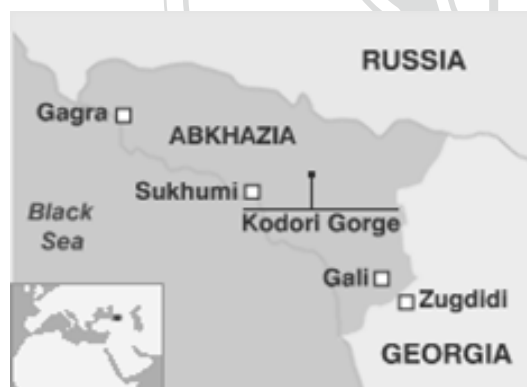 RUSSIA
Gagra
ABKHAZIA
Sukhumi
Black
Sea
Kodori Gorge
Gali
Zugdidi
GEORGIA